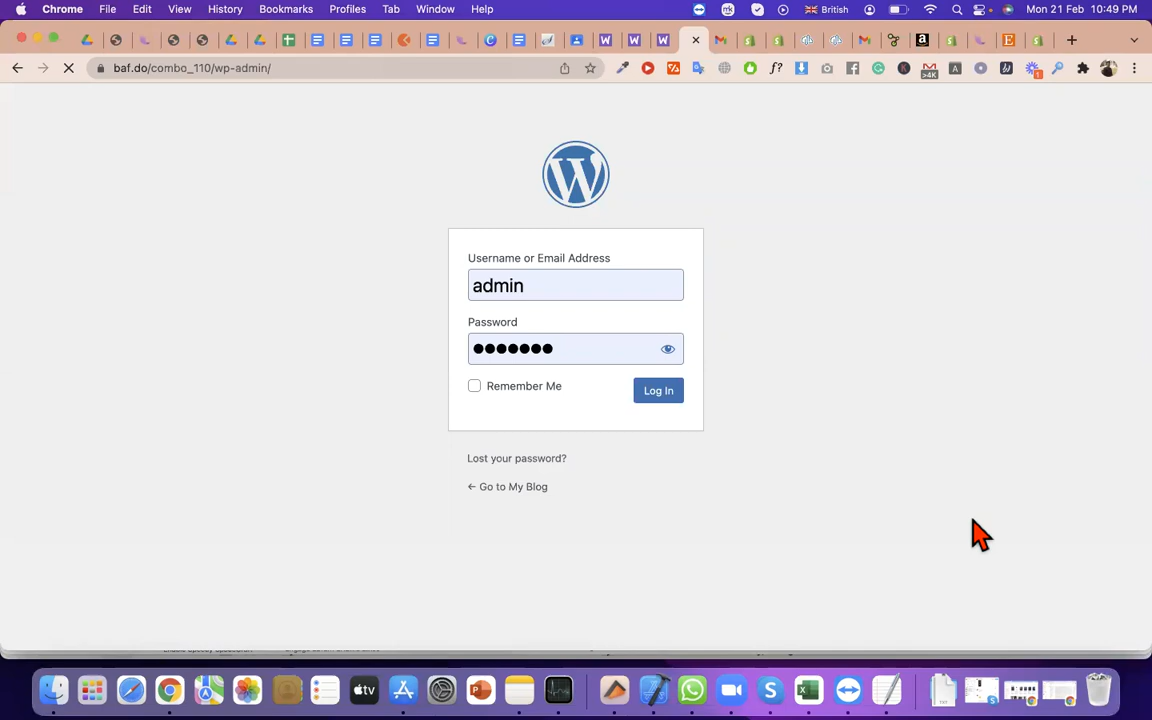 Chrome File Edit View History Bookmarks Profiles Tab Window Help British Mon 21 Feb 10:49 PM
baf.do/combo_110/wp-admin/
Username or Email Address
admin
Password
Remember Me
Log In
Lost your password?
← Go to My Blog